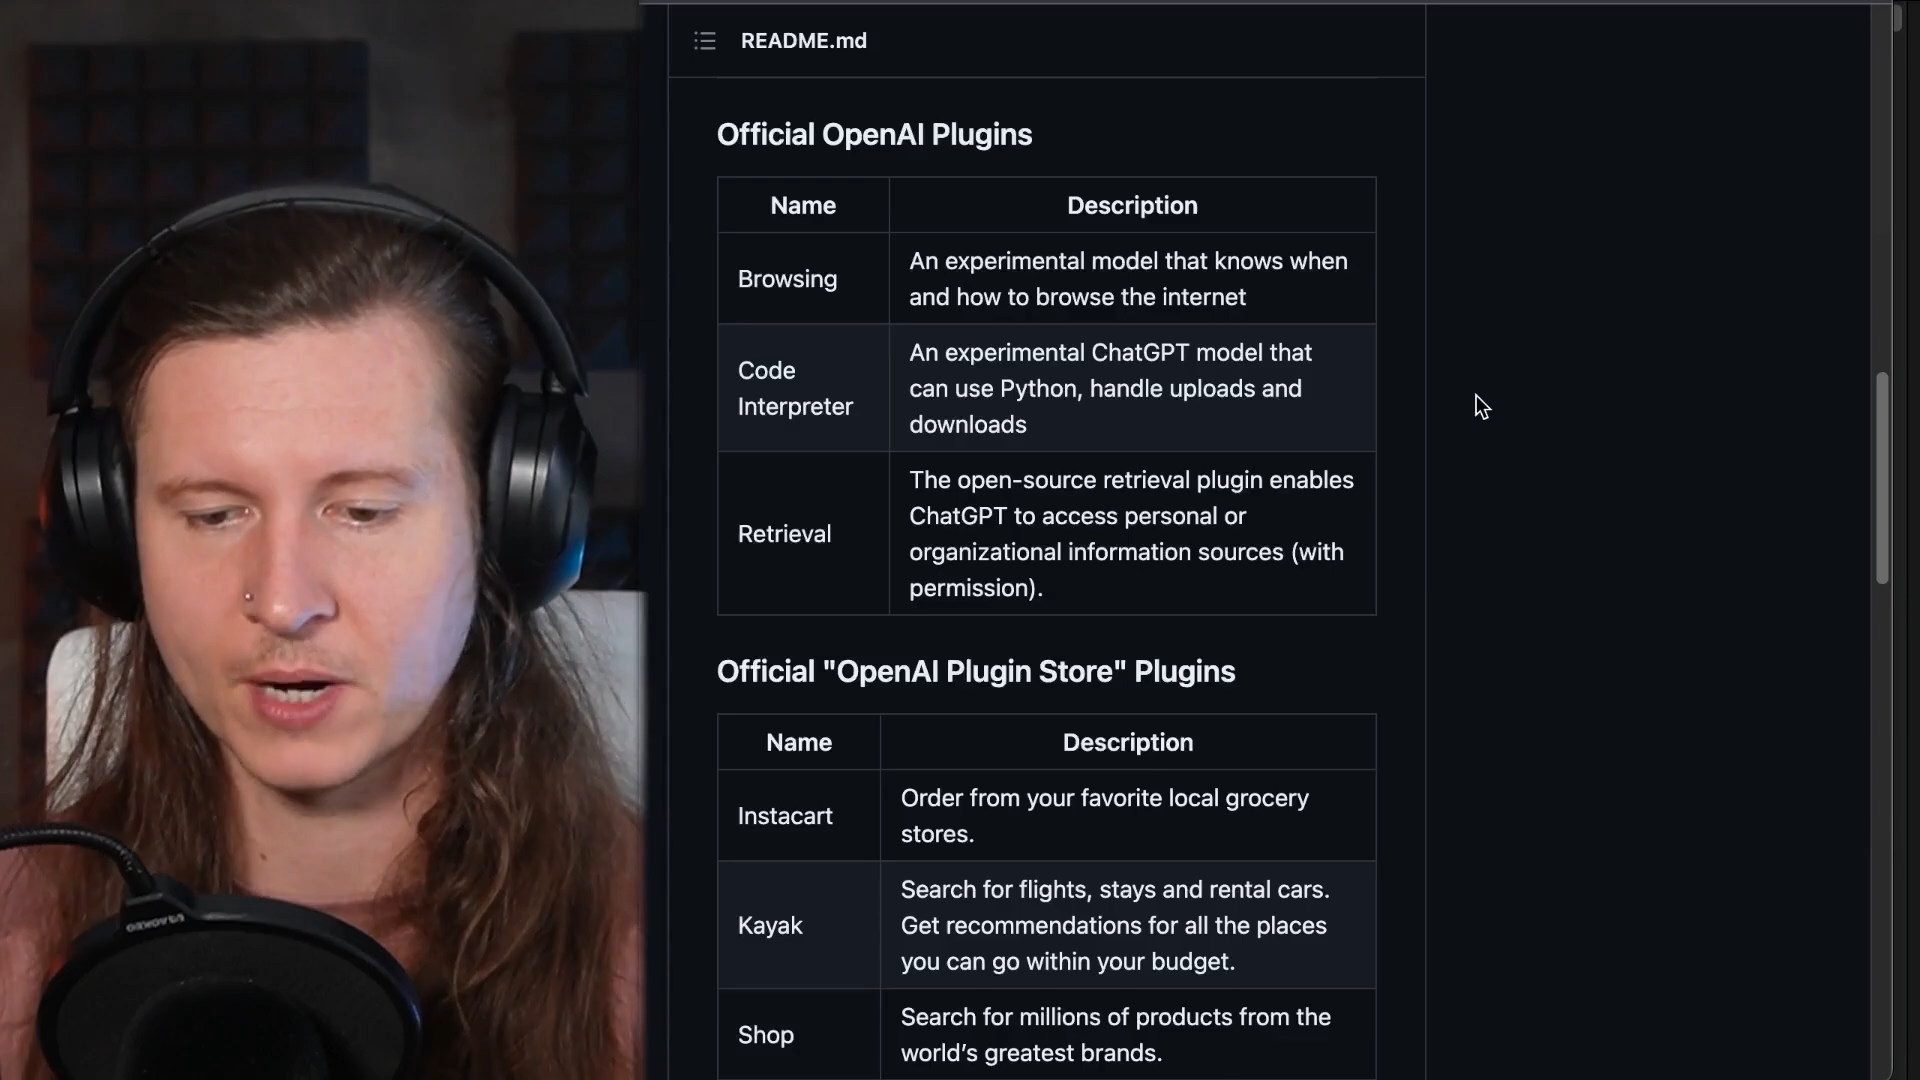 README.md
Official OpenAI Plugins
Name
Description
Browsing
An experimental model that knows when
and how to browse the internet
Code
Interpreter
An experimental ChatGPT model that
can use Python, handle uploads and
downloads
Retrieval
The open-source retrieval plugin enables
ChatGPT to access personal or
organizational information sources (with
permission).
Official "OpenAI Plugin Store" Plugins
Name
Description
Instacart
Order from your favorite local grocery
stores.
Kayak
Search for flights, stays and rental cars.
Get recommendations for all the places
you can go within your budget.
Shop
Search for millions of products from the
world’s greatest brands.